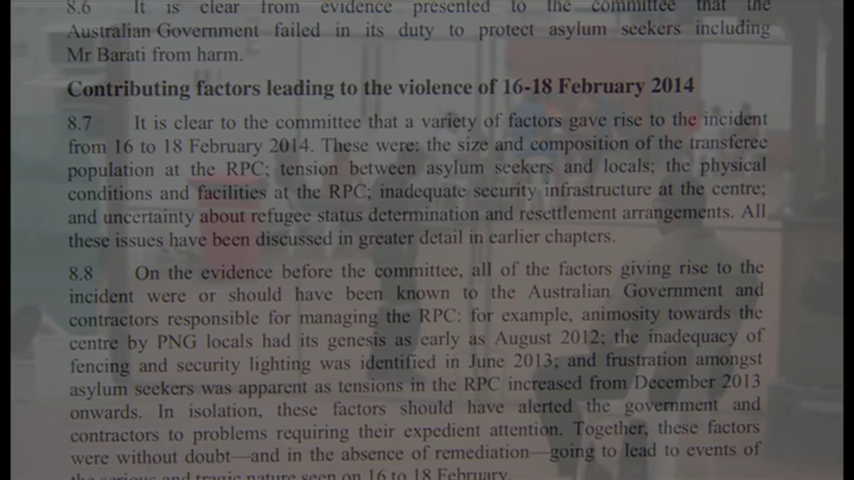 8.6 It is clear from evidence presented to the committee that the
Australian Government failed in its duty to protect asylum seekers including
Mr Barati from harm.
Contributing factors leading to the violence of 16-18 February 2014
8.7 It is clear to the committee that a variety of factors gave rise to the incident
from 16 to 18 February 2014. These were: the size and composition of the transferee
population at the RPC; tension between asylum seekers and locals; the physical
conditions and facilities at the RPC; inadequate security infrastructure at the centre;
and uncertainty about refugee status determination and resettlement arrangements. All
these issues have been discussed in greater detail in earlier chapters.
8.8 On the evidence before the committee, all of the factors giving rise to the
incident were or should have been known to the Australian Government and
contractors responsible for managing the RPC: for example, animosity towards the
centre by PNG locals had its genesis as early as August 2012; the inadequacy of
fencing and security lighting was identified in June 2013; and frustration amongst
asylum seekers was apparent as tensions in the RPC increased from December 2013
onwards. In isolation, these factors should have alerted the government and
contractors to problems requiring their expedient attention. Together, these factors
were without doubt—and in the absence of remediation—going to lead to events of
the serious and tragic nature seen on 16 to 18 February.